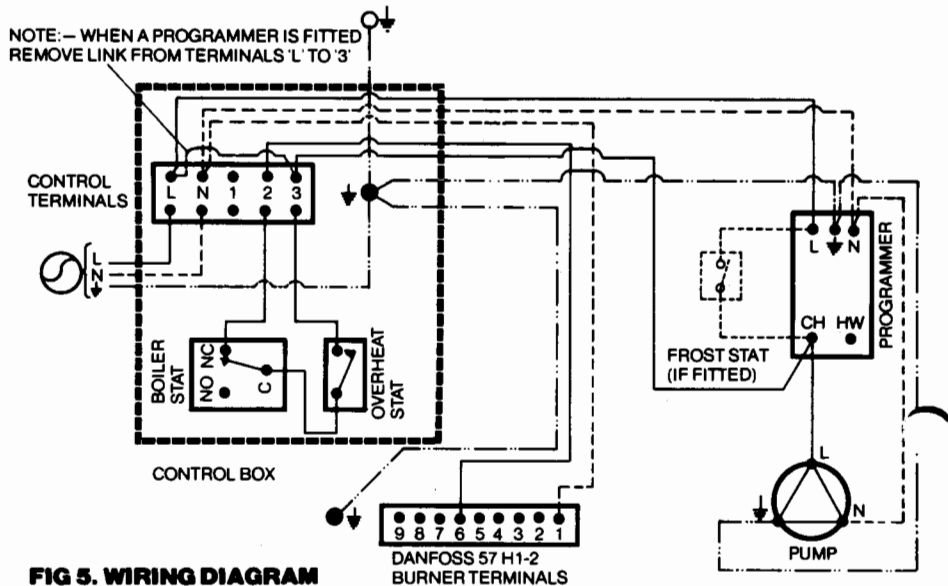 NOTE:– WHEN A PROGRAMMER IS FITTED
REMOVE LINK FROM TERMINALS 'L' TO '3'
CONTROL
TERMINALS
L N 1 2 3
L
N
L N
CH HW
PROGRAMMER
FROST STAT
(IF FITTED)
BOILER
STAT
NO NC
C
OVERHEAT
STAT
CONTROL BOX
L
N
PUMP
9 8 7 6 5 4 3 2 1
DANFOSS 57 H1-2
BURNER TERMINALS
FIG 5. WIRING DIAGRAM